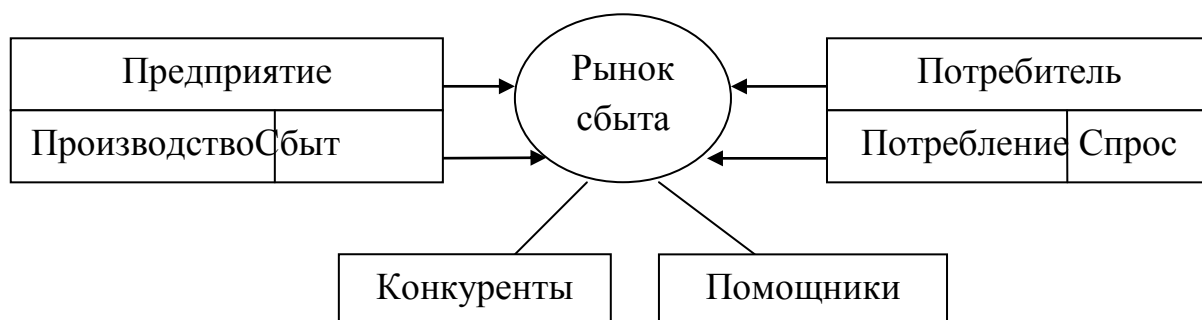 Предприятие
ПроизводствоСбыт
Рынок
сбыта
Потребитель
Потребление Спрос
Конкуренты
Помощники